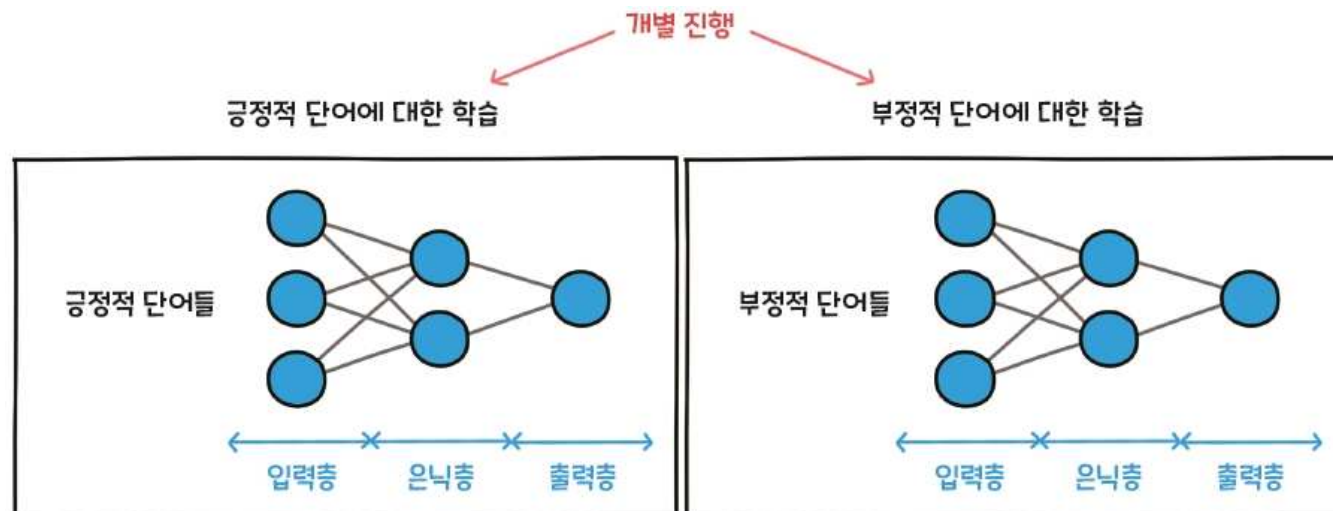 개별 진행
긍정적 단어에 대한 학습
부정적 단어에 대한 학습
긍정적 단어들
입력층
은닉층
출력층
부정적 단어들
입력층
은닉층
출력층